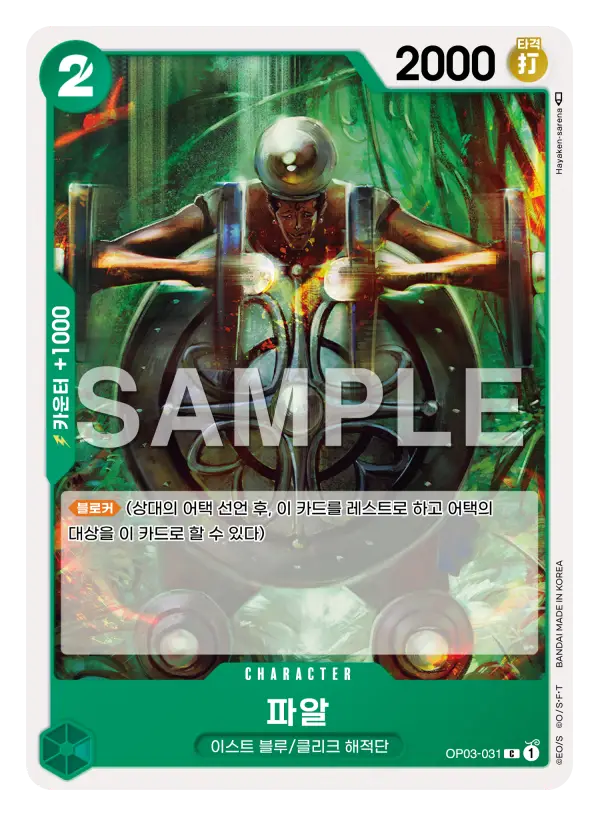 2
2000
타격
打
Hayaken-sarena
카운터 +1000
SAMPLE
블로커 (상대의 어택 선언 후, 이 카드를 레스트로 하고 어택의
대상을 이 카드로 할 수 있다)
CHARACTER
파알
이스트 블루/클리크 해적단
OP03-031 C 1
©EO/S ©O/S·F·T BANDAI MADE IN KOREA